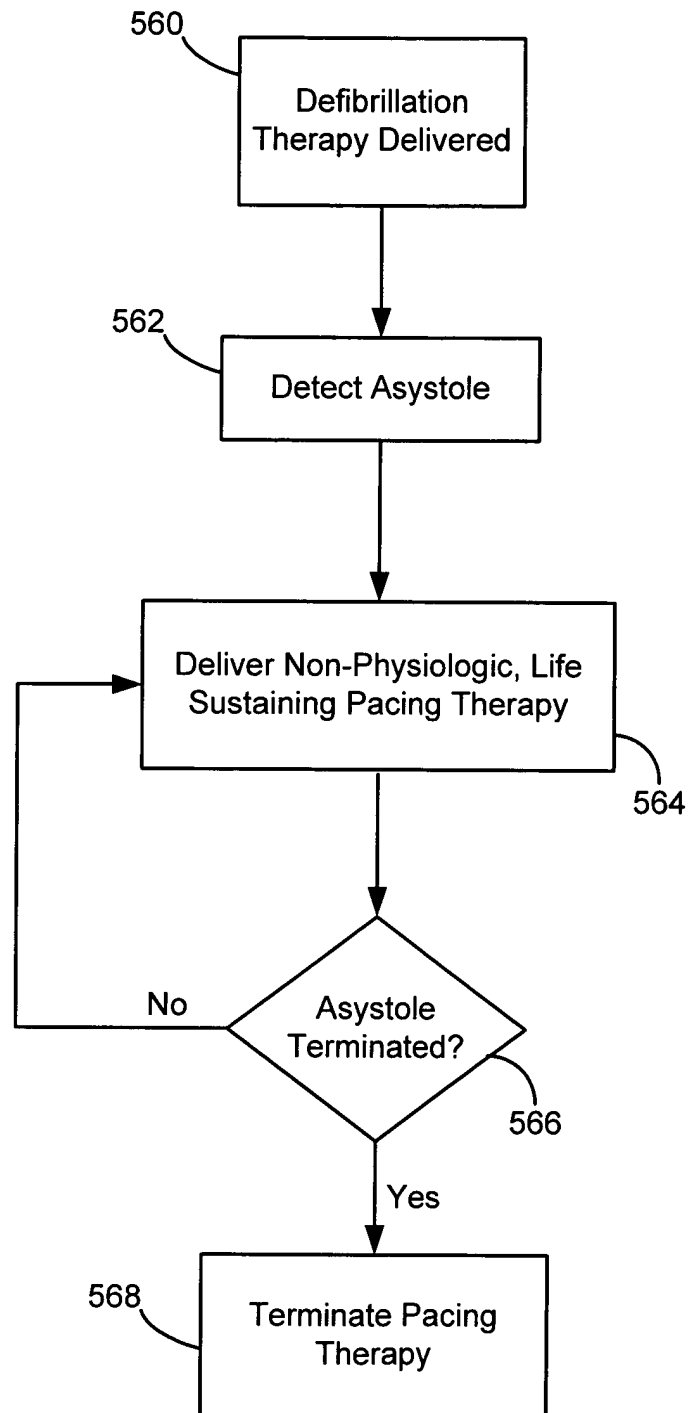 560
Defibrillation
Therapy Delivered
562
Detect Asystole
Deliver Non-Physiologic, Life
Sustaining Pacing Therapy
564
No
Asystole
Terminated?
566
Yes
568
Terminate Pacing
Therapy